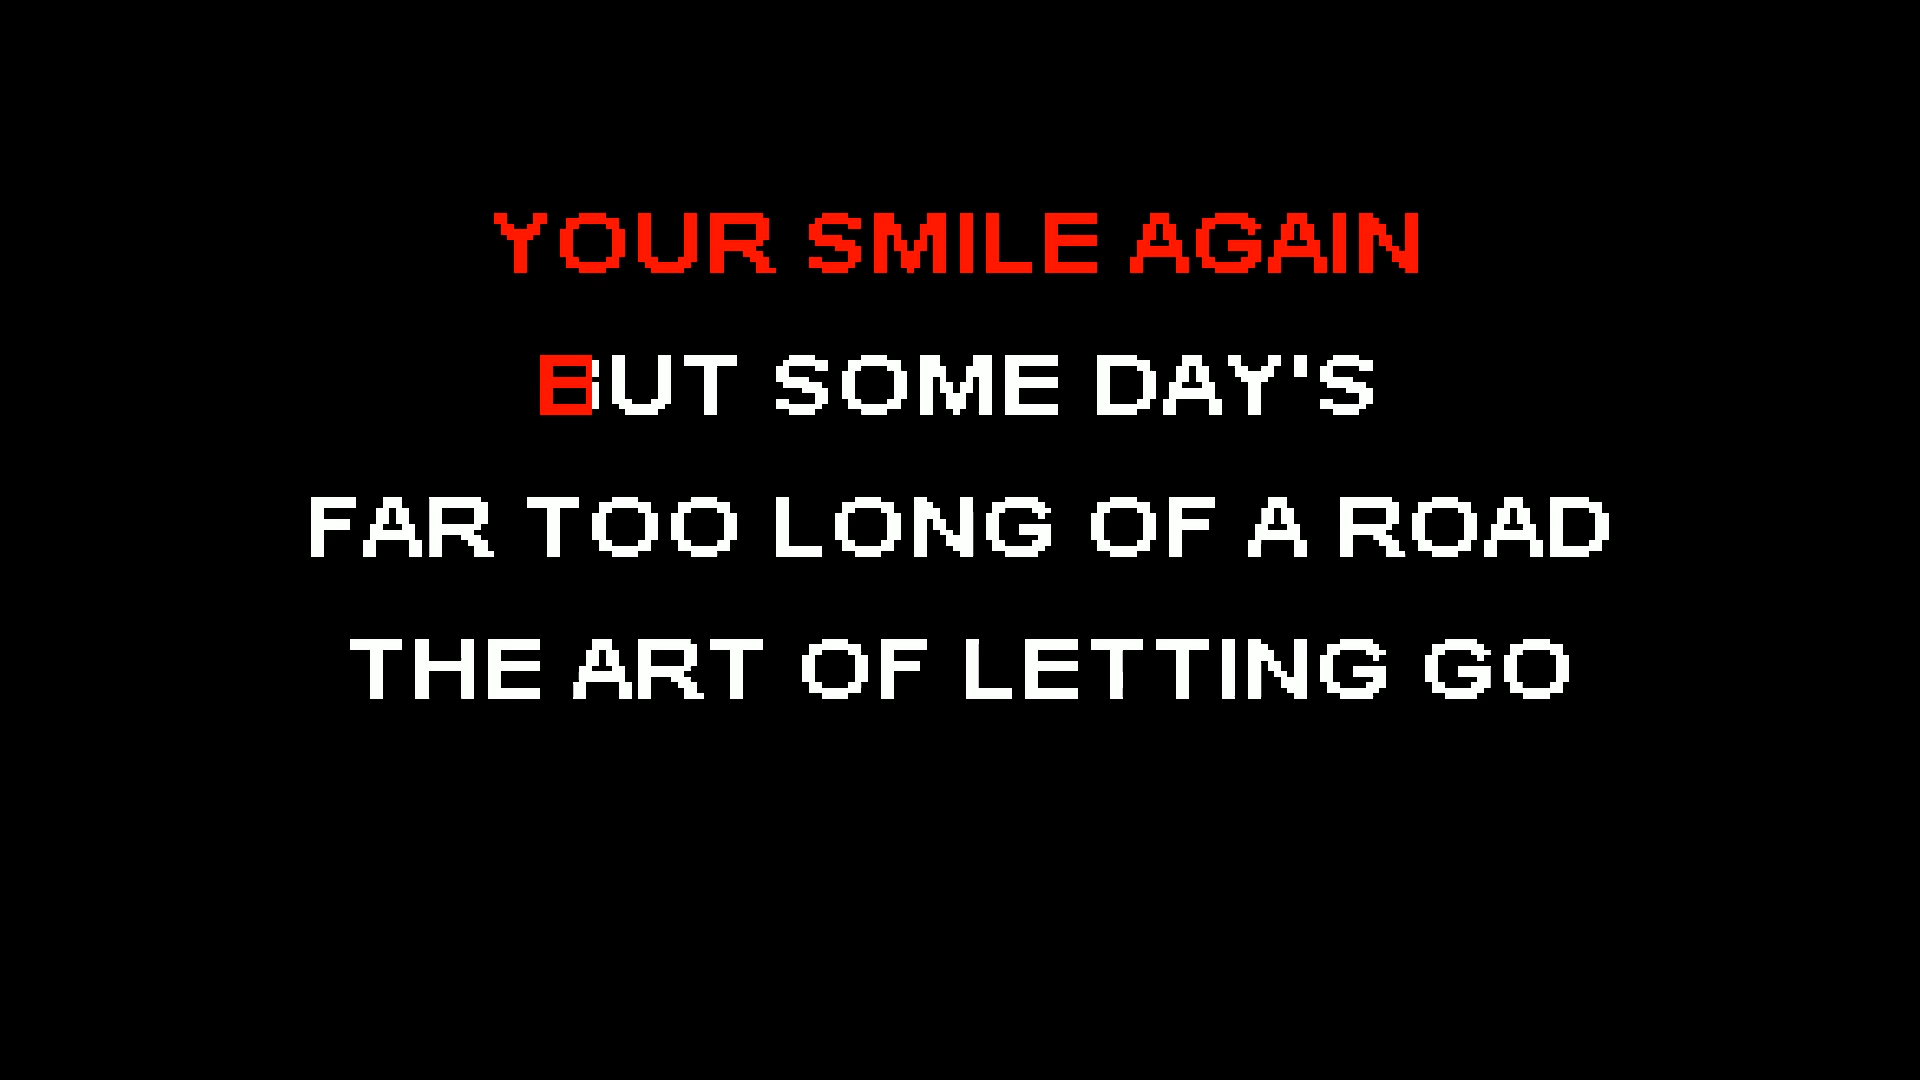 YOUR SMILE AGAIN
BUT SOME DAY'S
FAR TOO LONG OF A ROAD
THE ART OF LETTING GO